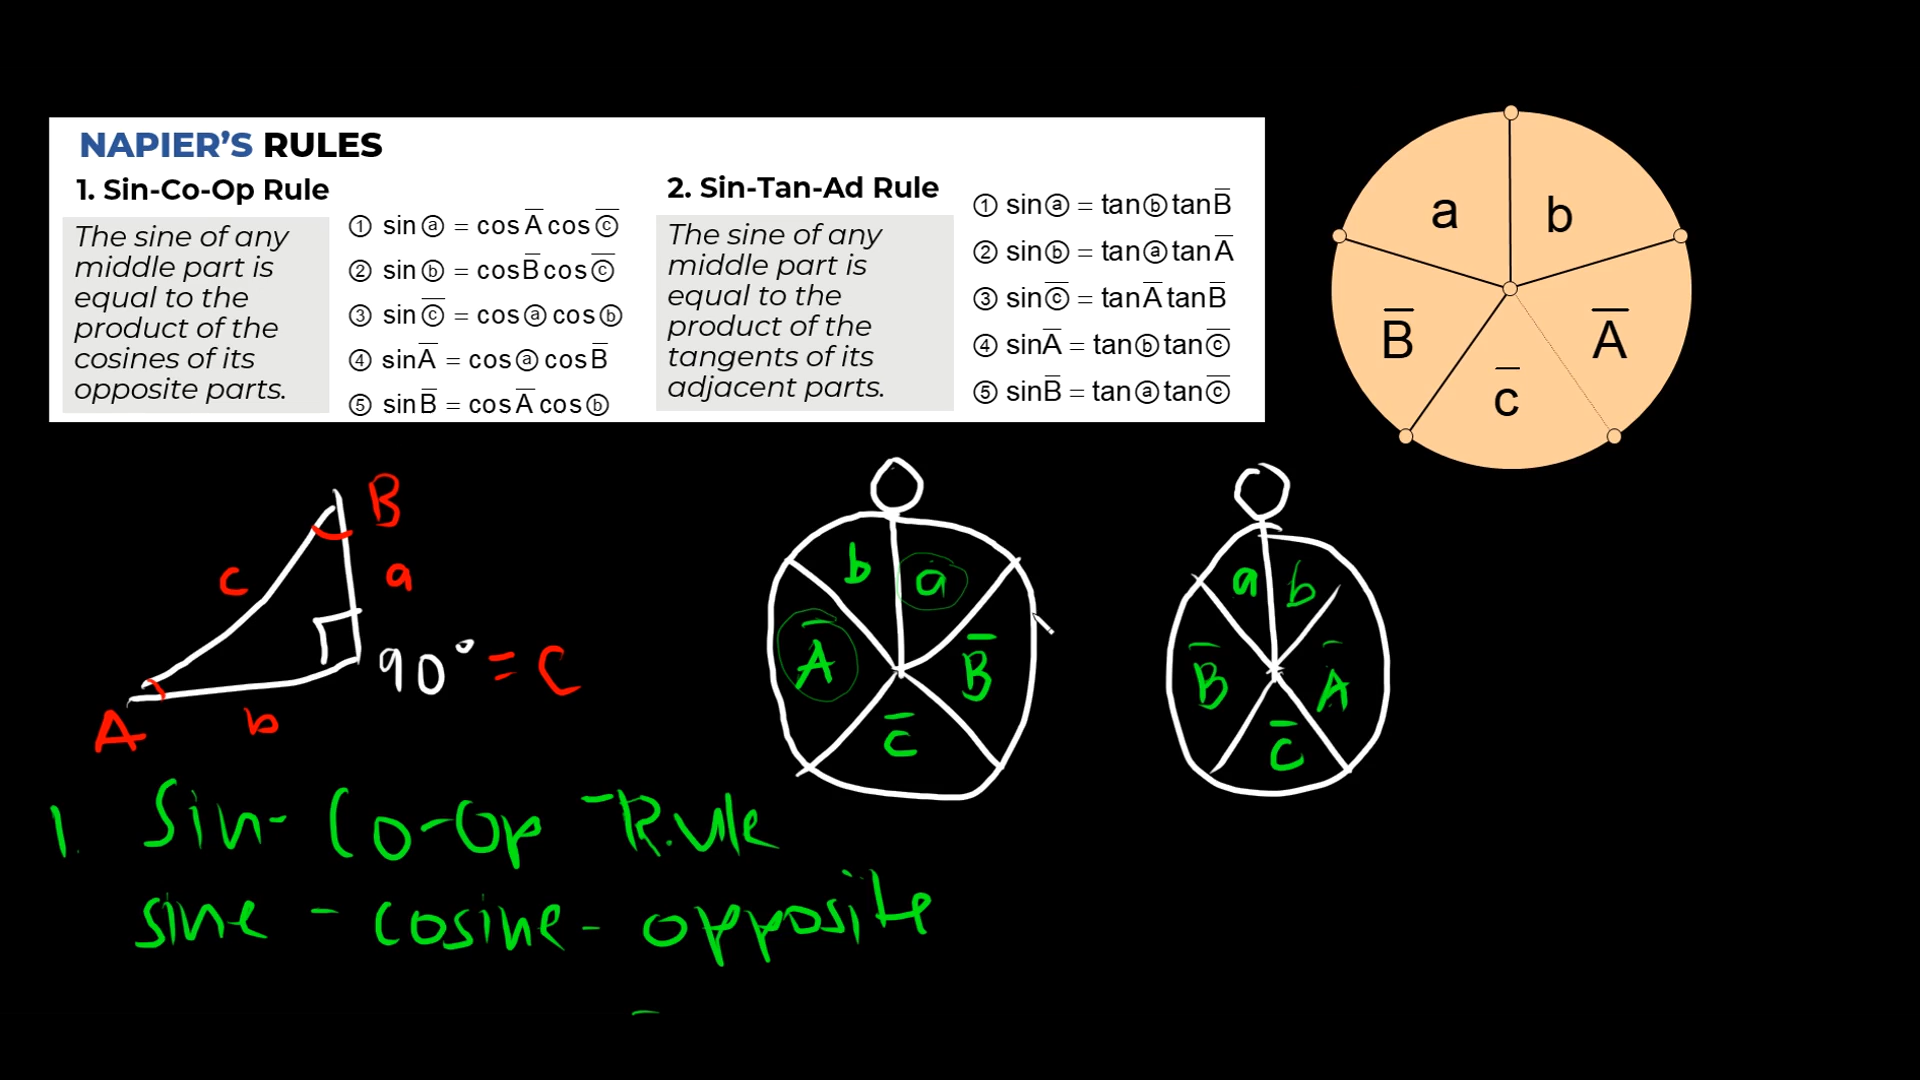 NAPIER'S RULES
1. Sin-Co-Op Rule
The sine of any
middle part is
equal to the
product of the
cosines of its
opposite parts.
① sin ⓐ = cos A̅ cos c̅
② sin ⓑ = cos B̅ cos c̅
③ sin c̅ = cos ⓐ cos ⓑ
④ sin A̅ = cos ⓐ cos B̅
⑤ sin B̅ = cos A̅ cos ⓑ
2. Sin-Tan-Ad Rule
The sine of any
middle part is
equal to the
product of the
tangents of its
adjacent parts.
① sin ⓐ = tan ⓑ tan B̅
② sin ⓑ = tan ⓐ tan A̅
③ sin c̅ = tan A̅ tan B̅
④ sin A̅ = tan ⓑ tan c̅
⑤ sin B̅ = tan ⓐ tan c̅
a b
B̅ A̅
c̅
B
c a
90° = C
A b
b a
A̅ B̅
c̅
a b
B̅ A̅
c̅
1. Sin-Co-Op-Rule
sine - cosine - opposite